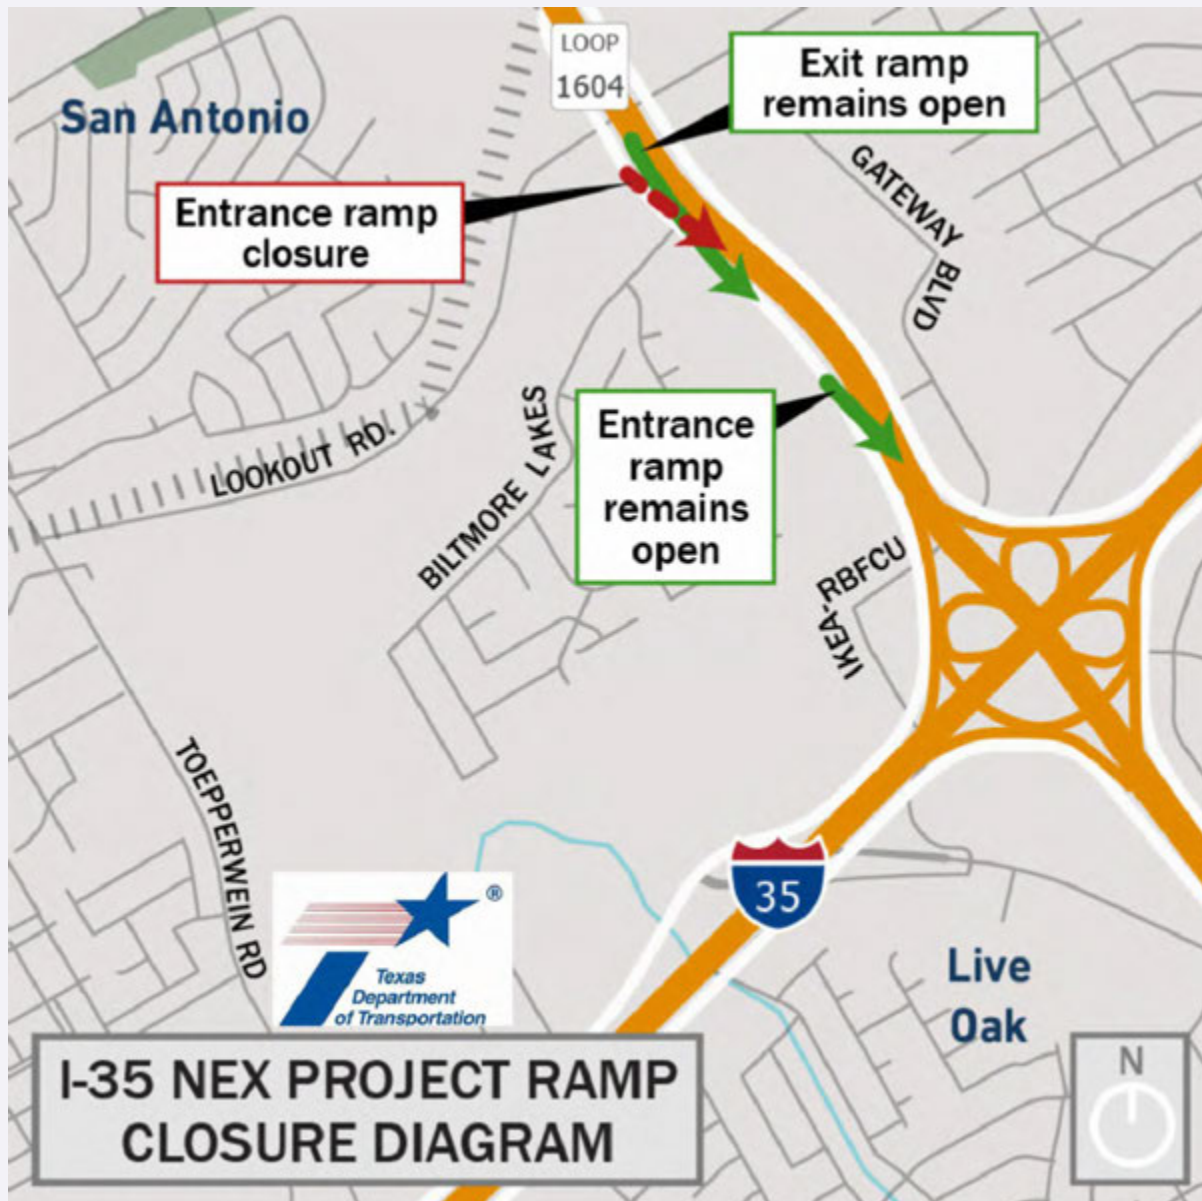 LOOP
1604
Exit ramp
remains open
San Antonio
GATEWAY
BLVD
Entrance ramp
closure
Entrance
ramp
remains
open
BILTMORE LAKES
LOOKOUT RD.
IKEA-RBFCU
TOEPPERWEIN RD
35
®
Texas
Department
of Transportation
Live
Oak
I-35 NEX PROJECT RAMP
CLOSURE DIAGRAM
N